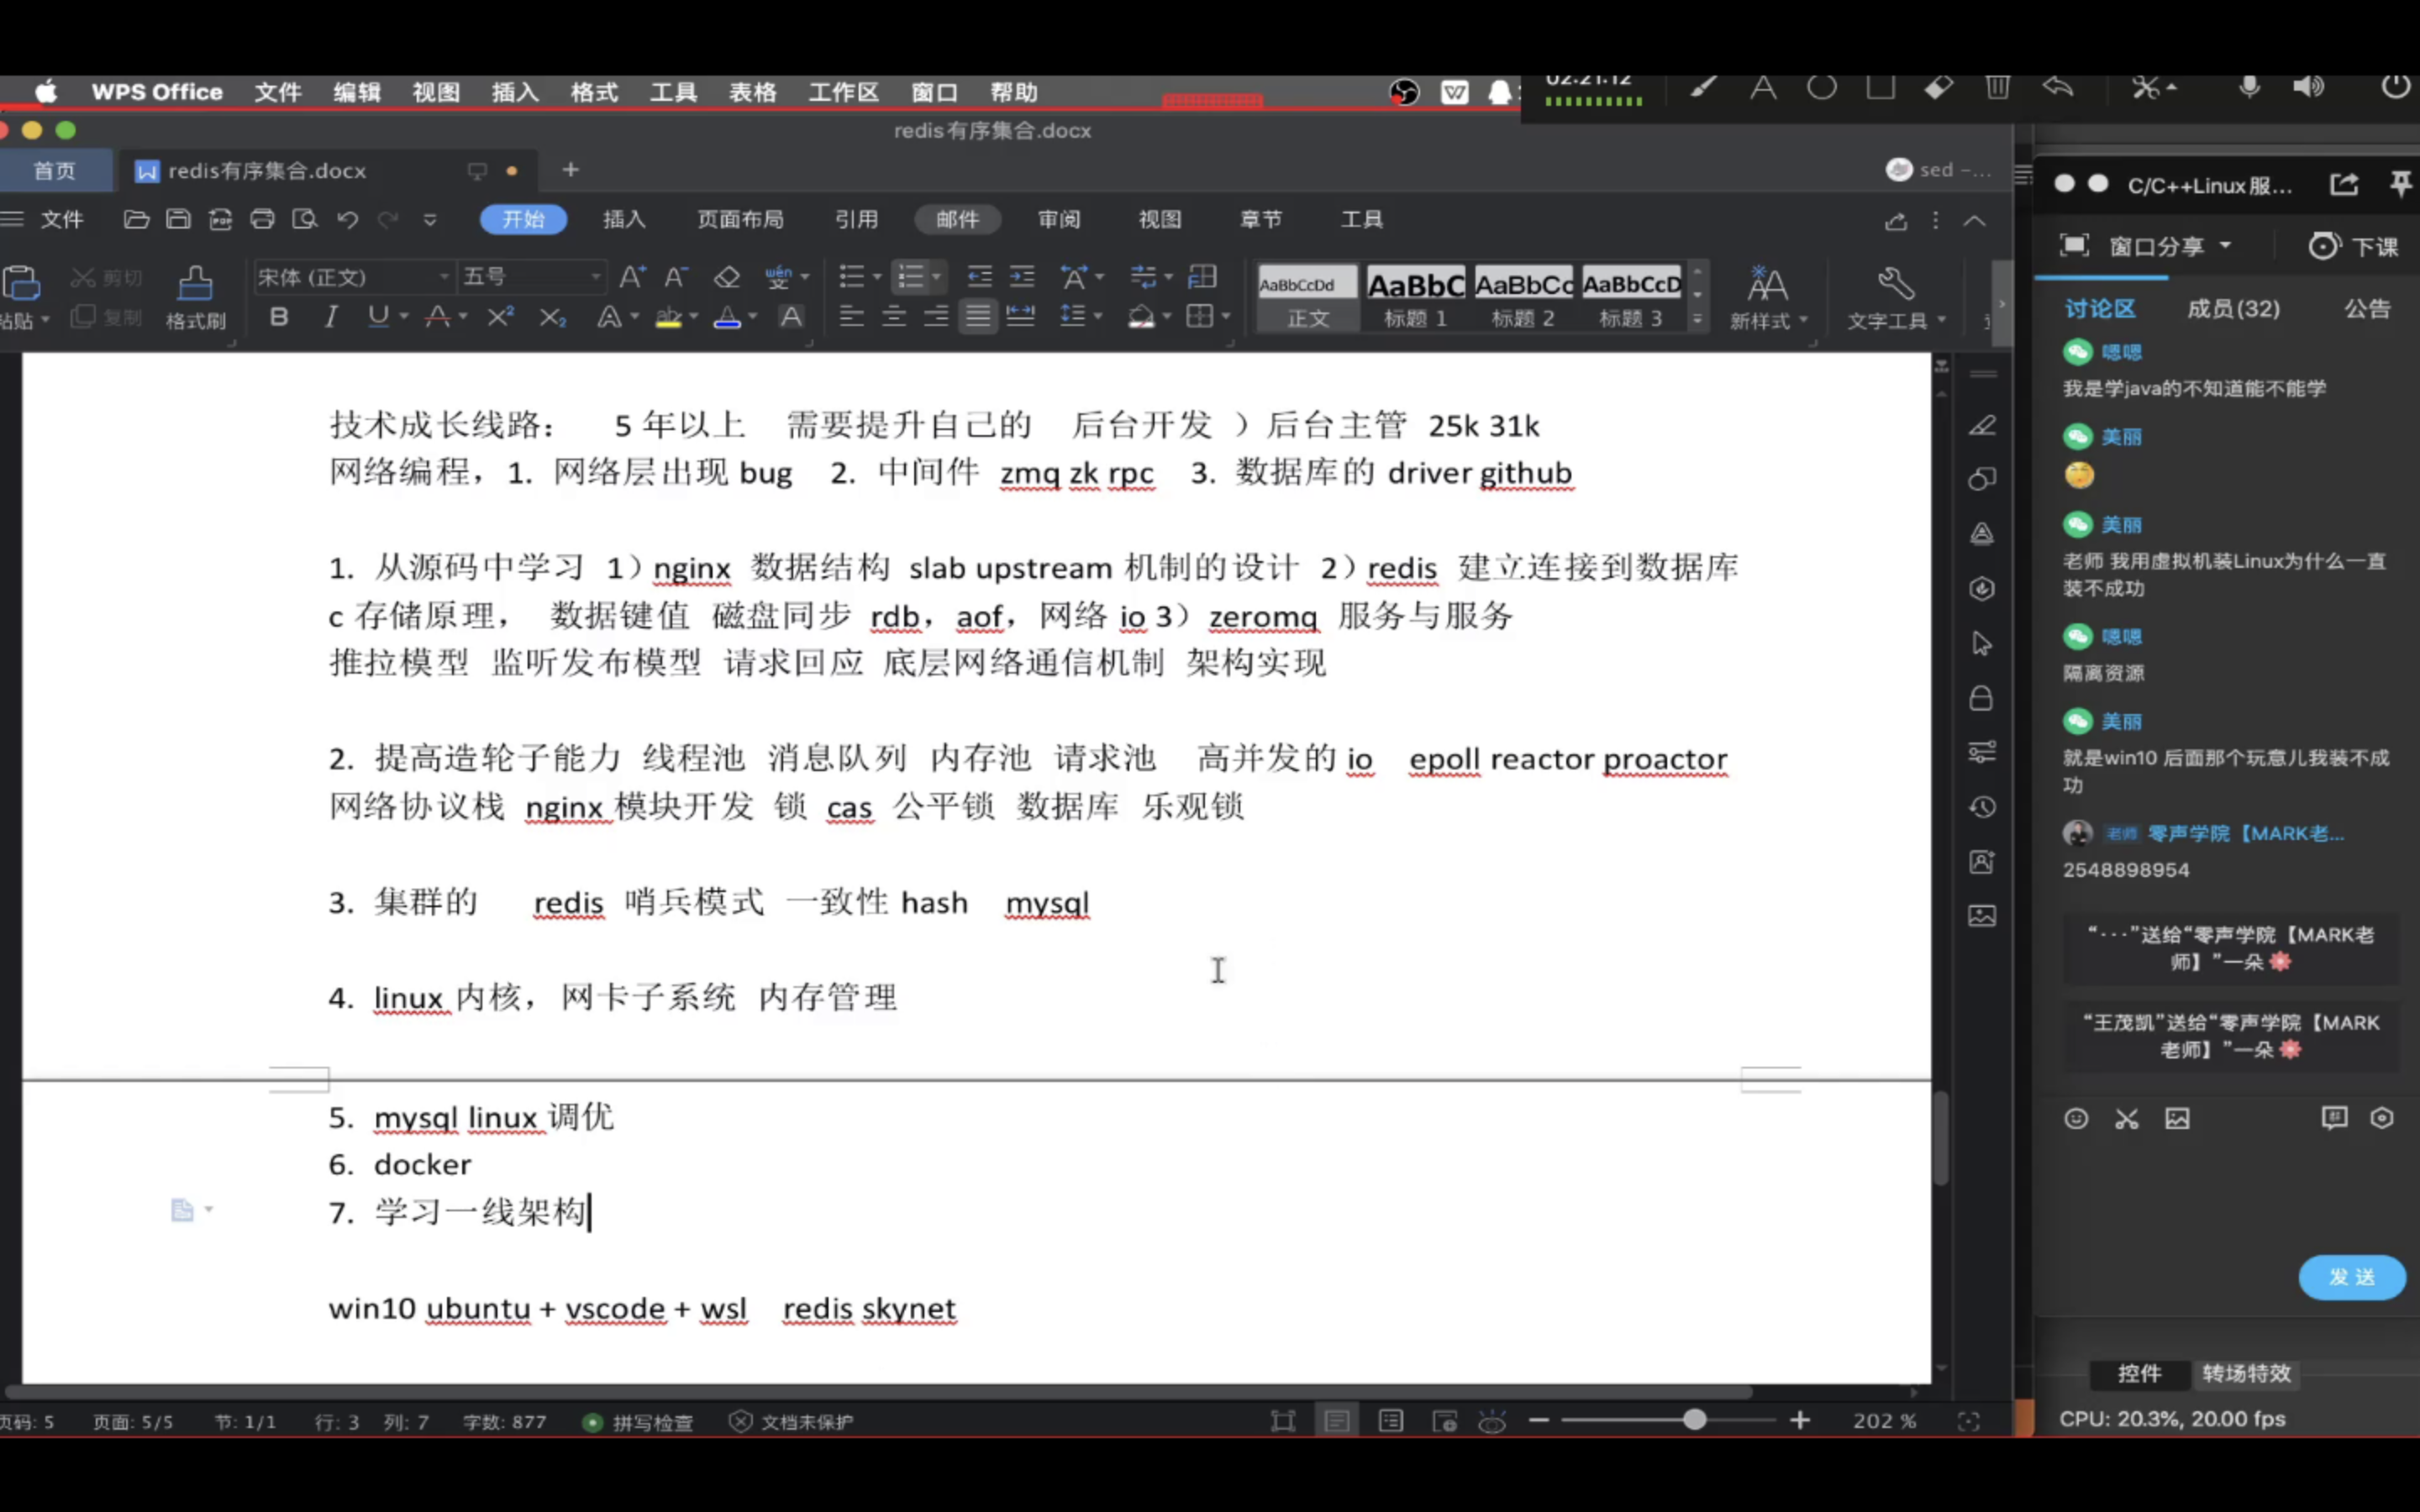 WPS Office 文件 编辑 视图 插入 格式 工具 表格 工作区 窗口 帮助
02:21:12
redis有序集合.docx
首页 redis有序集合.docx sed -...
文件 开始 插入 页面布局 引用 邮件 审阅 视图 章节 工具
粘贴 剪切 复制 格式刷 宋体 (正文) 五号
AaBbCcDd AaBbC AaBbCc AaBbCcD
正文 标题 1 标题 2 标题 3 新样式 文字工具
技术成长线路： 5 年以上 需要提升自己的 后台开发 ）后台主管 25k 31k
网络编程，1. 网络层出现 bug 2. 中间件 zmq zk rpc 3. 数据库的 driver github
1. 从源码中学习 1）nginx 数据结构 slab upstream 机制的设计 2）redis 建立连接到数据库
c 存储原理， 数据键值 磁盘同步 rdb，aof，网络 io 3）zeromq 服务与服务
推拉模型 监听发布模型 请求回应 底层网络通信机制 架构实现
2. 提高造轮子能力 线程池 消息队列 内存池 请求池 高并发的 io epoll reactor proactor
网络协议栈 nginx 模块开发 锁 cas 公平锁 数据库 乐观锁
3. 集群的 redis 哨兵模式 一致性 hash mysql
4. linux 内核，网卡子系统 内存管理
5. mysql linux 调优
6. docker
7. 学习一线架构
win10 ubuntu + vscode + wsl redis skynet
页码: 5 页面: 5/5 节: 1/1 行: 3 列: 7 字数: 877 拼写检查 文档未保护 202 %
C/C++Linux服...
窗口分享 下课
讨论区 成员(32) 公告
嗯嗯
我是学java的不知道能不能学
美丽
美丽
老师 我用虚拟机装Linux为什么一直
装不成功
嗯嗯
隔离资源
美丽
就是win10 后面那个玩意儿我装不成
功
老师 零声学院【MARK老...
2548898954
“···”送给“零声学院【MARK老
师】”一朵
“王茂凯”送给“零声学院【MARK
老师】”一朵
发送
控件 转场特效
CPU: 20.3%, 20.00 fps